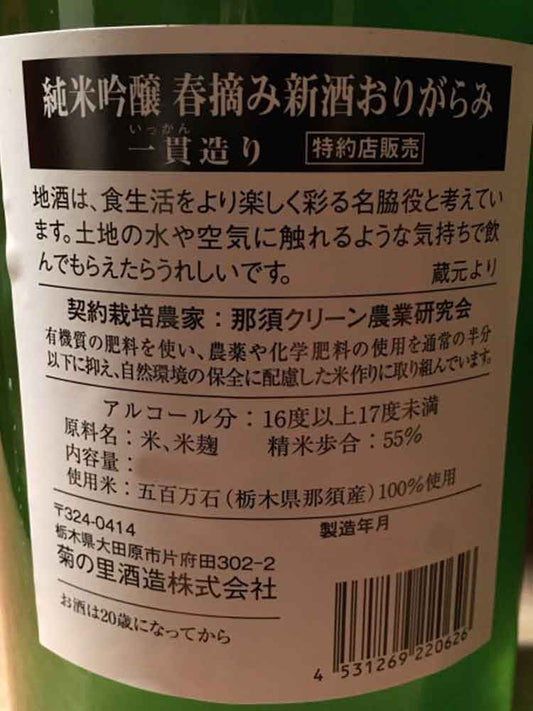 純米吟醸 春摘み新酒おりがらみ
いっかん
一貫造り 特約店販売
地酒は、食生活をより楽しく彩る名脇役と考えてい
ます。土地の水や空気に触れるような気持ちで飲
んでもらえたらうれしいです。 蔵元より
契約栽培農家:那須クリーン農業研究会
有機質の肥料を使い、農薬や化学肥料の使用を通常の半分
以下に抑え、自然環境の保全に配慮した米作りに取り組んでいます。
アルコール分:16度以上17度未満
原料名:米、米麹 精米歩合:55%
内容量:
使用米:五百万石(栃木県那須産)100%使用
〒324-0414 製造年月
栃木県大田原市片府田302-2
菊の里酒造株式会社
お酒は20歳になってから
4 531269 220626